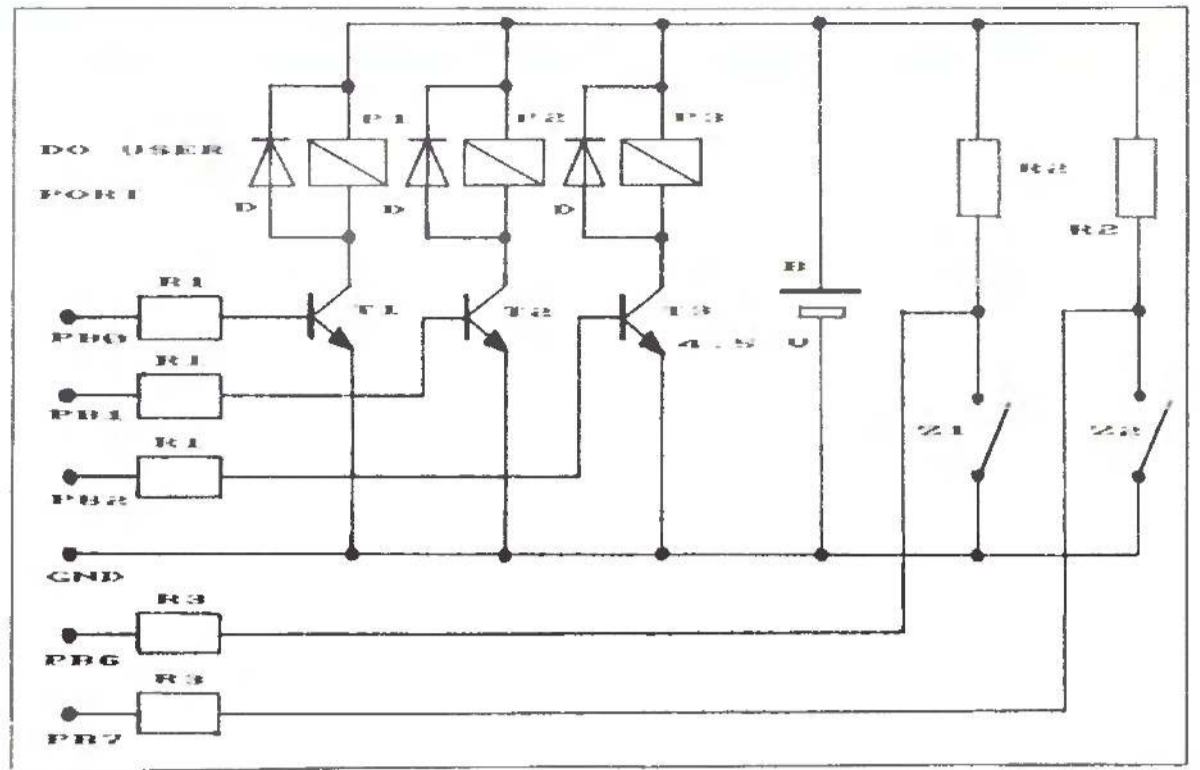 P1
P2
P3
DO USER
PORT
D
D
D
R2
R2
R1
B
T1
T2
T3
PB0
4.5 V
R1
PB1
Z1
Z2
R1
PB2
GND
R3
PB6
R3
PB7